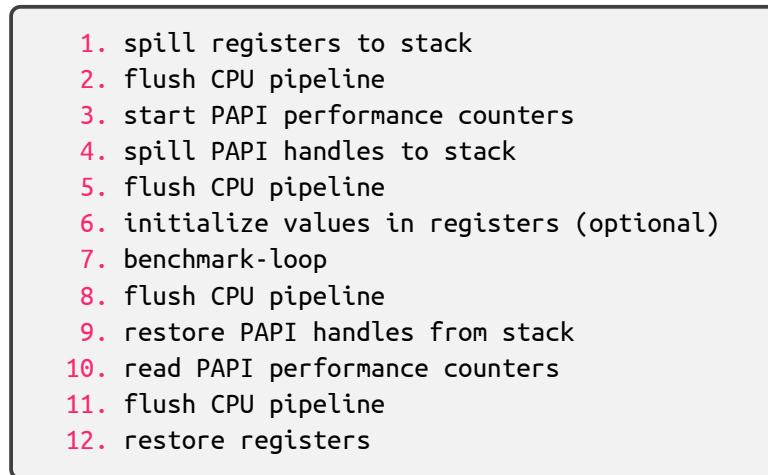 1. spill registers to stack
2. flush CPU pipeline
3. start PAPI performance counters
4. spill PAPI handles to stack
5. flush CPU pipeline
6. initialize values in registers (optional)
7. benchmark-loop
8. flush CPU pipeline
9. restore PAPI handles from stack
10. read PAPI performance counters
11. flush CPU pipeline
12. restore registers